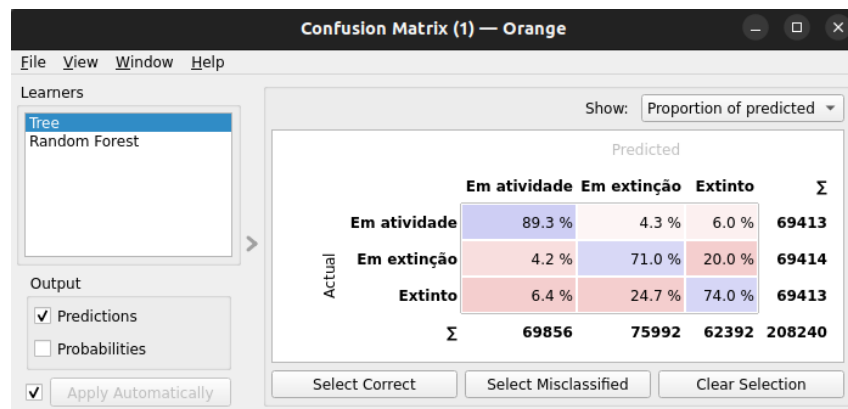 Confusion Matrix (1) — Orange
File View Window Help
Learners
Tree
Random Forest
Output
Predictions
Probabilities
Apply Automatically
Show: Proportion of predicted
Predicted
Em atividade Em extinção Extinto Σ
Actual
Em atividade 89.3 % 4.3 % 6.0 % 69413
Em extinção 4.2 % 71.0 % 20.0 % 69414
Extinto 6.4 % 24.7 % 74.0 % 69413
Σ 69856 75992 62392 208240
Select Correct Select Misclassified Clear Selection